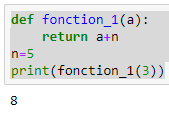 def fonction_1(a):
    return a+n
n=5
print(fonction_1(3))
8